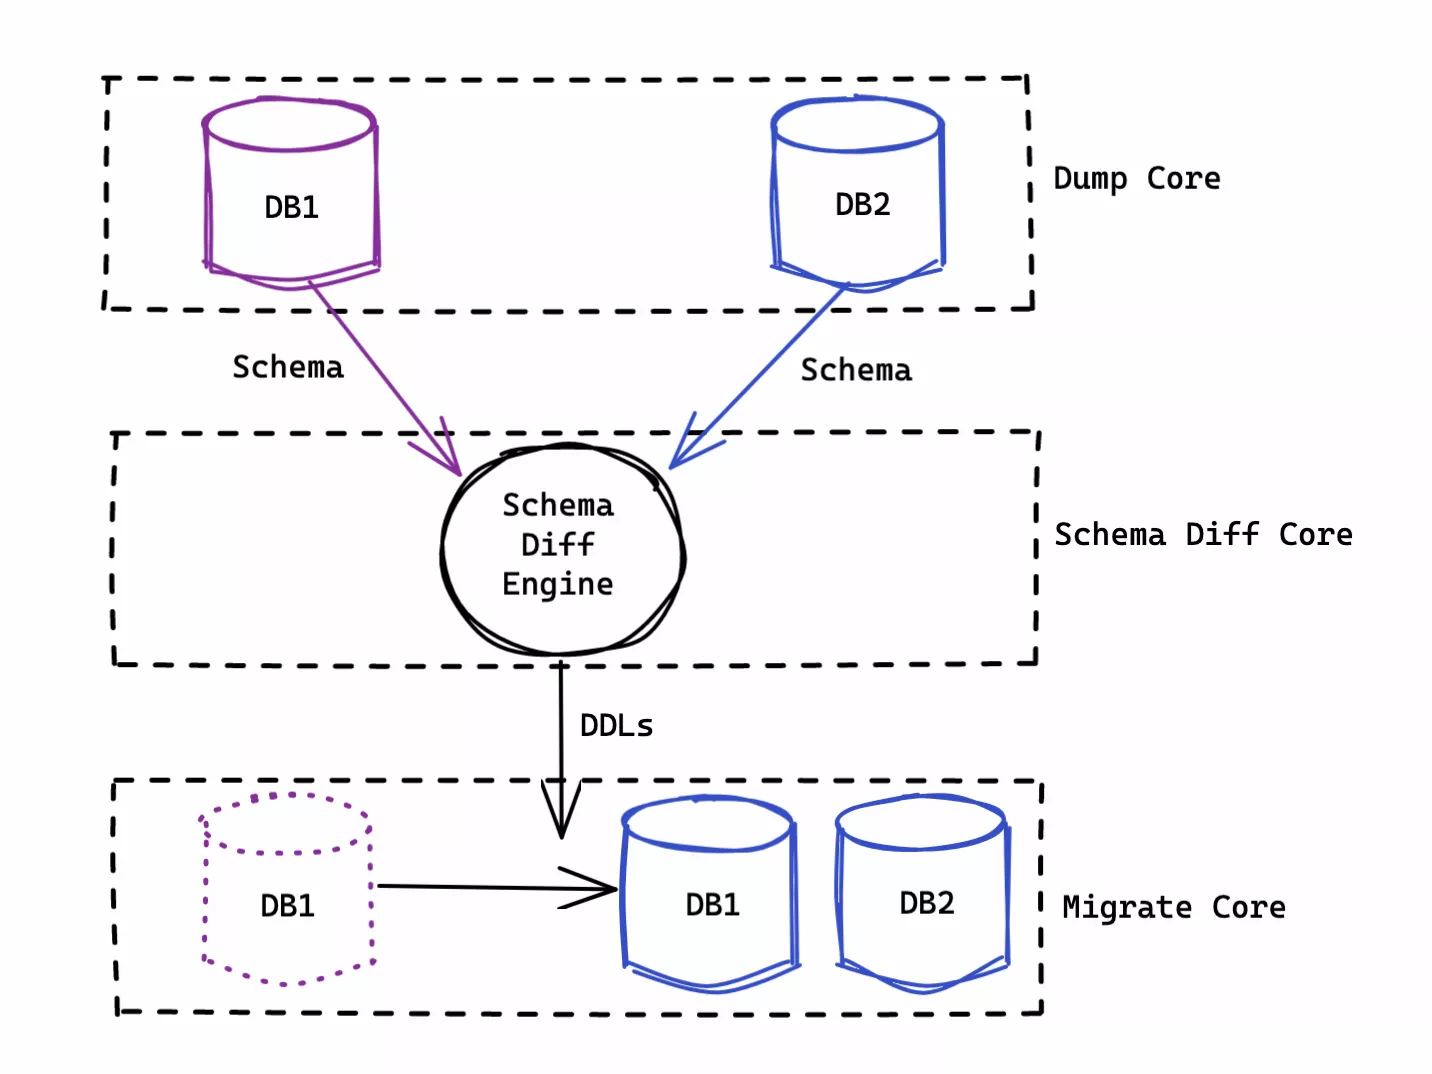 DB1
DB2
Dump Core
Schema
Schema
Schema
Diff
Engine
Schema Diff Core
DDLs
DB1
DB1
DB2
Migrate Core